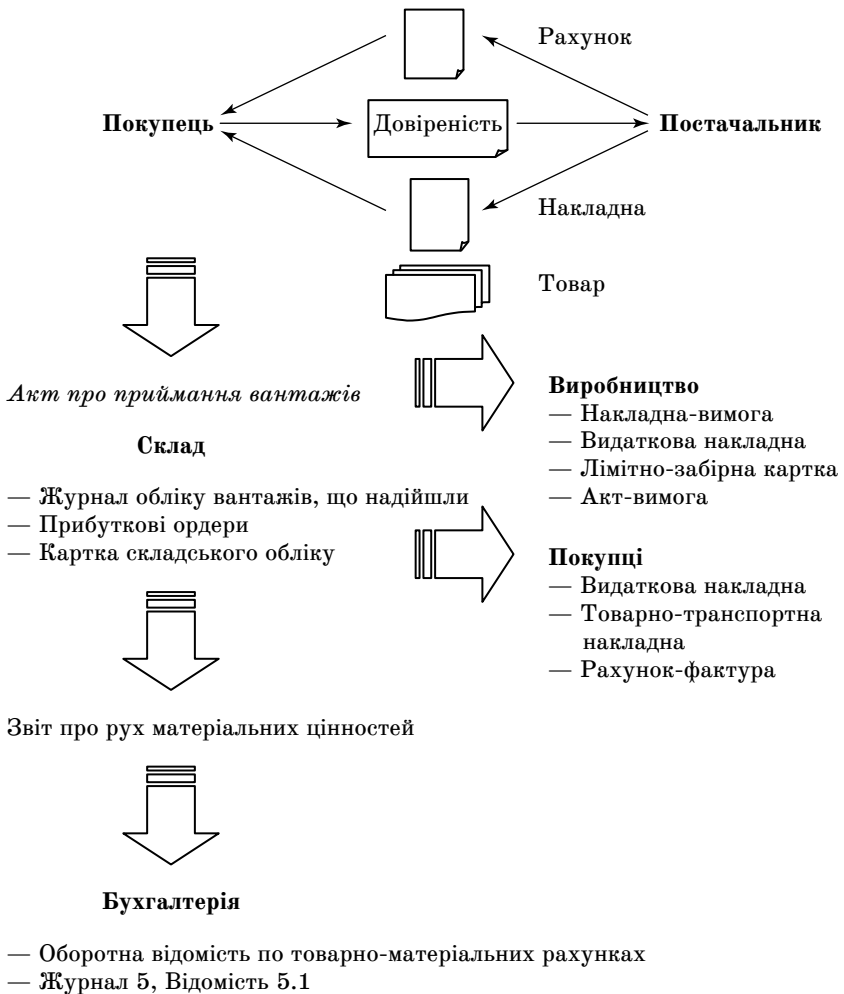 Рахунок
Покупець
Довіреність
Постачальник
Накладна
Товар
Акт про приймання вантажів
Склад
— Журнал обліку вантажів, що надійшли
— Прибуткові ордери
— Картка складського обліку
Виробництво
— Накладна-вимога
— Видаткова накладна
— Лімітно-забірна картка
— Акт-вимога
Покупці
— Видаткова накладна
— Товарно-транспортна
накладна
— Рахунок-фактура
Звіт про рух матеріальних цінностей
Бухгалтерія
— Оборотна відомість по товарно-матеріальних рахунках
— Журнал 5, Відомість 5.1